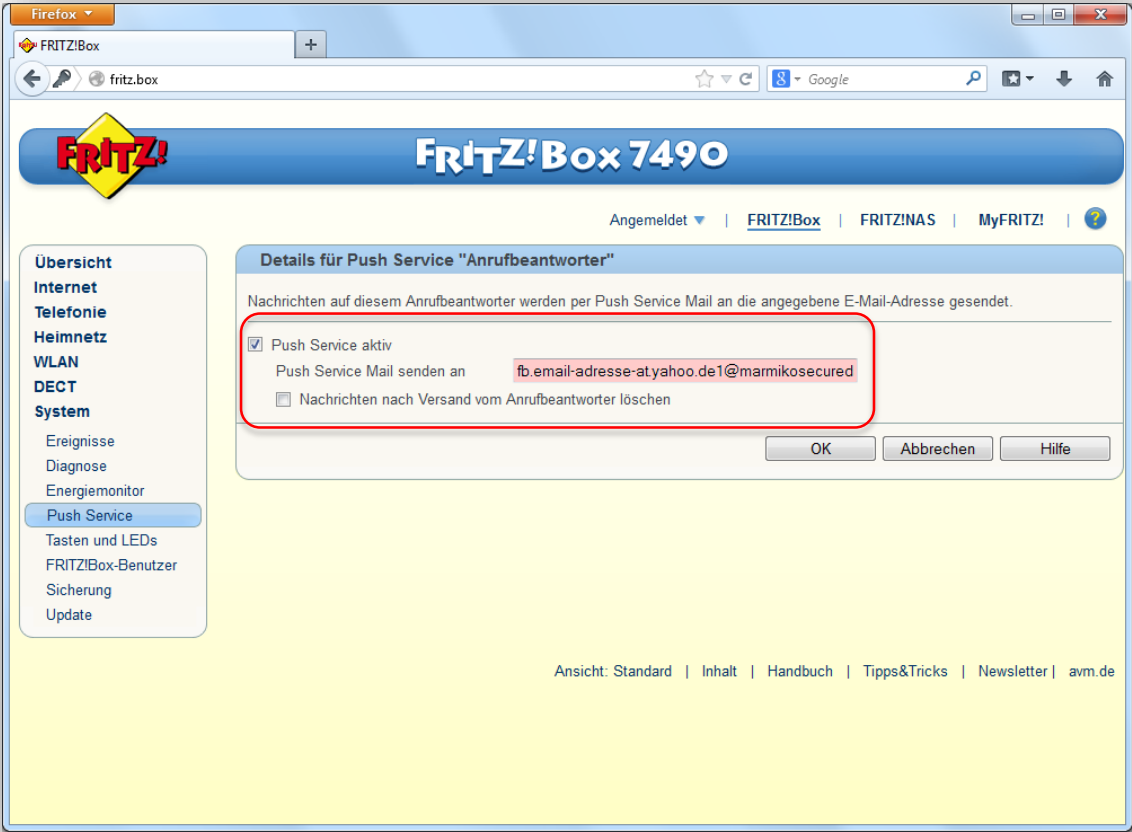 Firefox
FRITZ!Box
fritz.box
Google
FRITZ!
FRITZ!Box 7490
Angemeldet | FRITZ!Box | FRITZ!NAS | MyFRITZ! | ?
Übersicht
Internet
Telefonie
Heimnetz
WLAN
DECT
System
Ereignisse
Diagnose
Energiemonitor
Push Service
Tasten und LEDs
FRITZ!Box-Benutzer
Sicherung
Update
Details für Push Service "Anrufbeantworter"
Nachrichten auf diesem Anrufbeantworter werden per Push Service Mail an die angegebene E-Mail-Adresse gesendet.
Push Service aktiv
Push Service Mail senden an fb.email-adresse-at.yahoo.de1@marmikosecured
Nachrichten nach Versand vom Anrufbeantworter löschen
OK Abbrechen Hilfe
Ansicht: Standard | Inhalt | Handbuch | Tipps&Tricks | Newsletter | avm.de